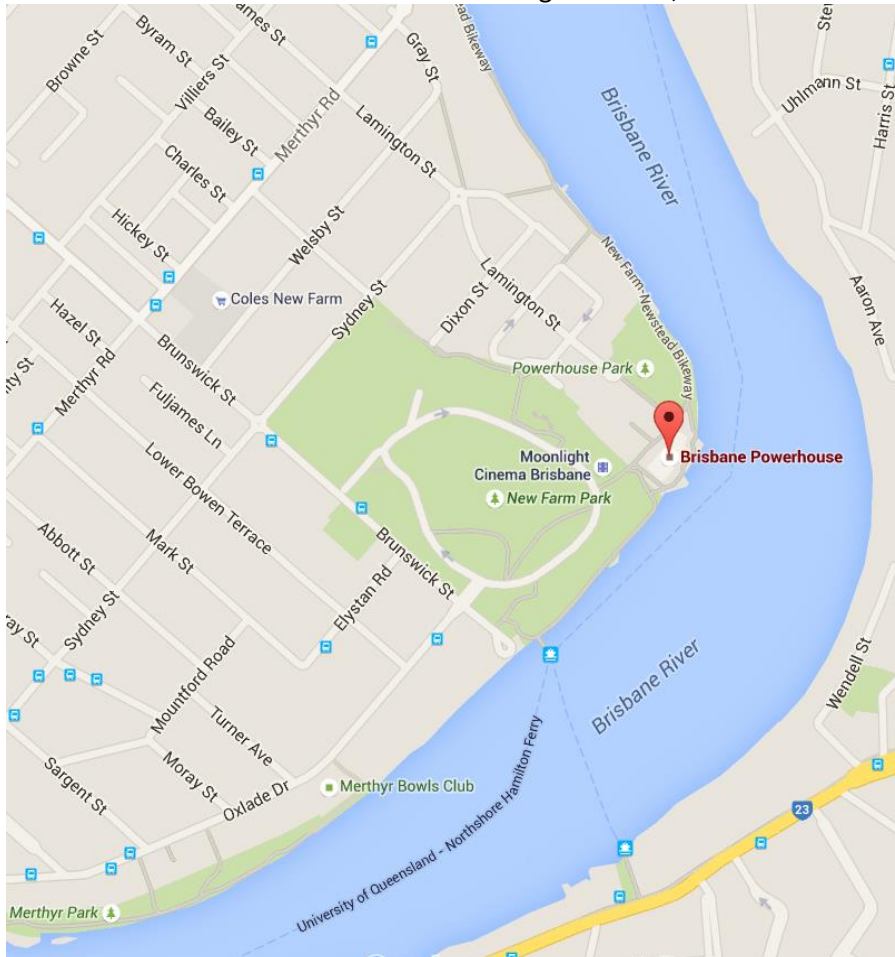 Browne St
Byram St
Villiers St
Bailey St
Merthyr Rd
Gray St
Lamington St
Charles St
Hickey St
Welsby St
Coles New Farm
Sydney St
Dixon St
Lamington St
New Farm-Newstead Bikeway
Brisbane River
Uhlmann St
Harris St
Aaron Ave
Hazel St
Merthyr Rd
Brunswick St
Fuljames Ln
Lower Bowen Terrace
Powerhouse Park
Brisbane Powerhouse
Moonlight
Cinema Brisbane
New Farm Park
Abbott St
Mark St
Brunswick St
Elystan Rd
Sydney St
Mountford Road
Turner Ave
Moray St
Sargent St
Oxlade Dr
Merthyr Bowls Club
Brisbane River
Wendell St
23
University of Queensland - Northshore Hamilton Ferry
Merthyr Park